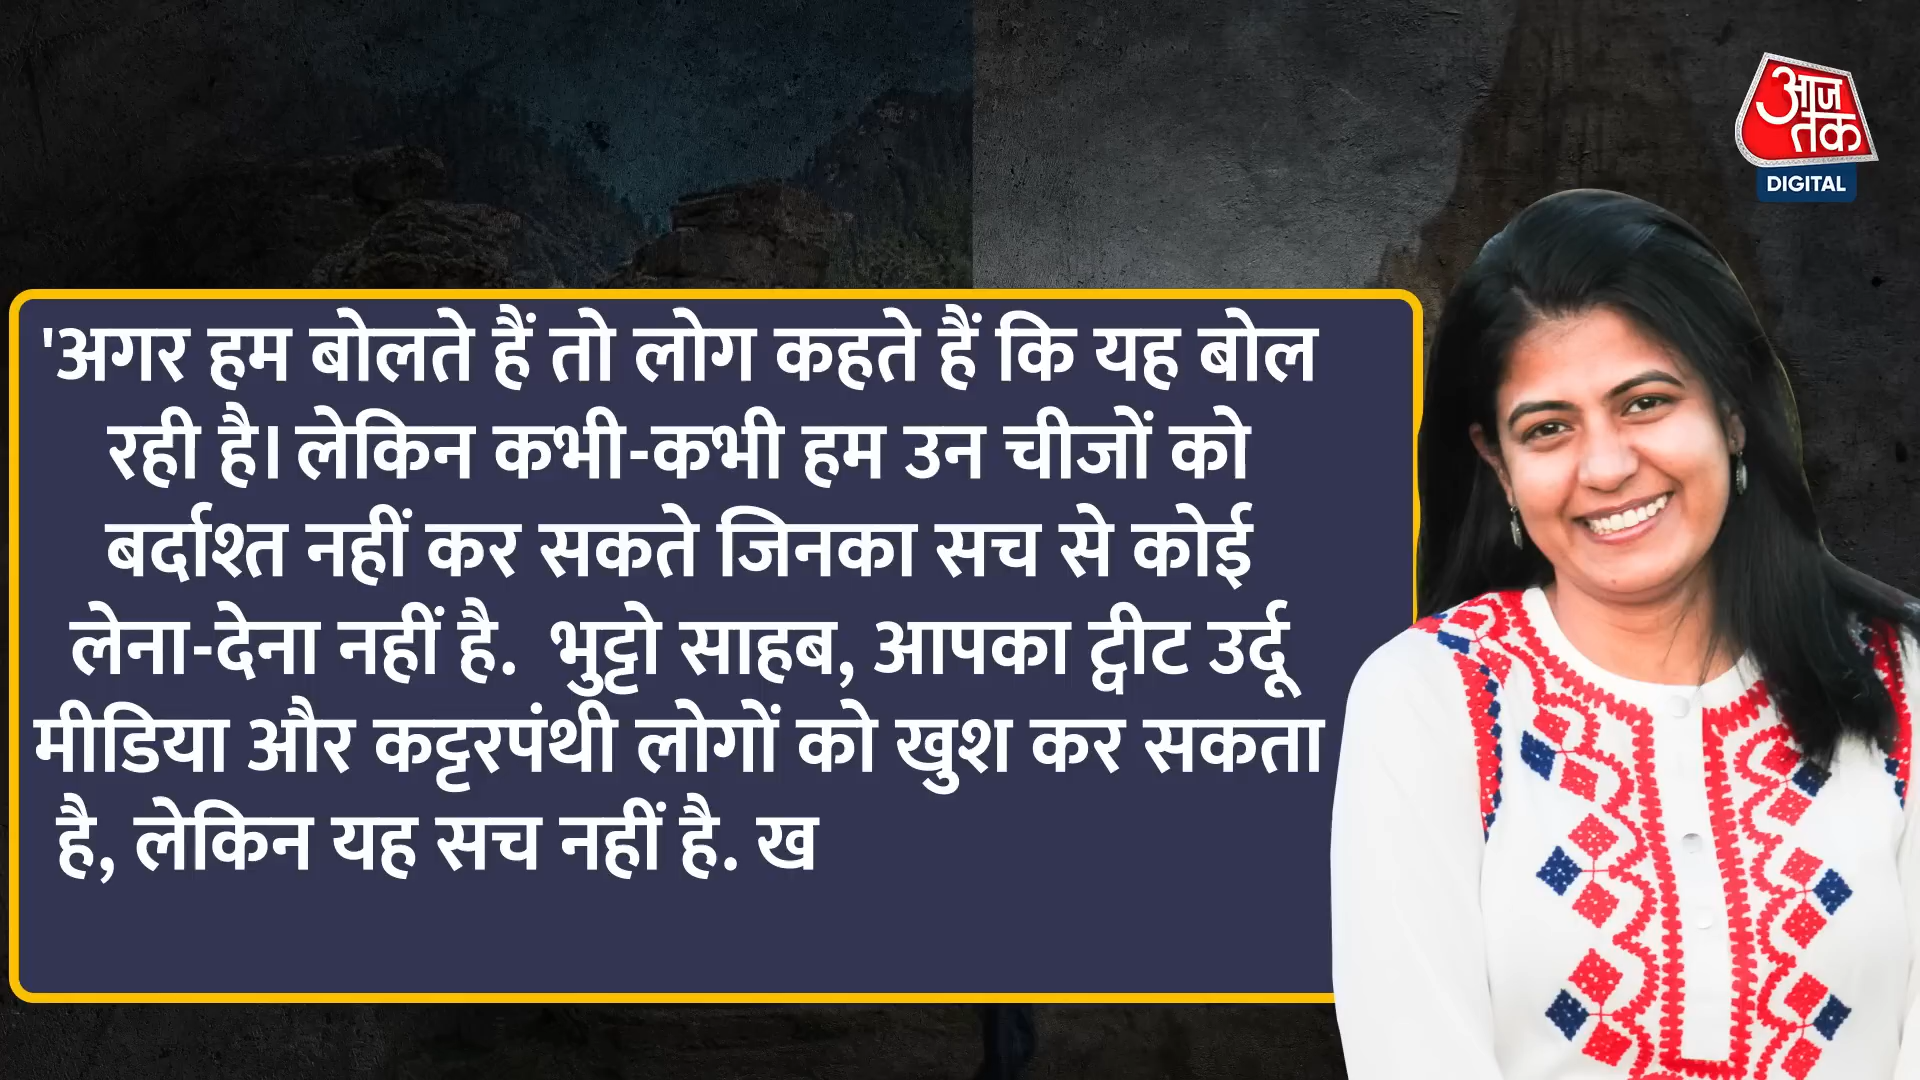 आज
तक
DIGITAL
'अगर हम बोलते हैं तो लोग कहते हैं कि यह बोल
रही है। लेकिन कभी-कभी हम उन चीजों को
बर्दाश्त नहीं कर सकते जिनका सच से कोई
लेना-देना नहीं है.  भुट्टो साहब, आपका ट्वीट उर्दू
मीडिया और कट्टरपंथी लोगों को खुश कर सकता
है, लेकिन यह सच नहीं है. ख